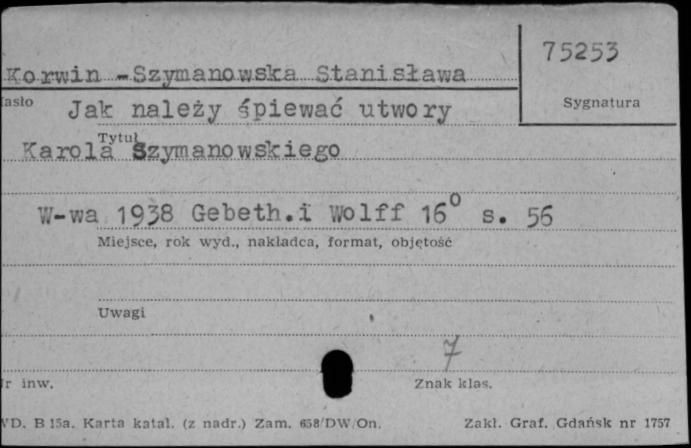 75253
Korwin - Szymanowska Stanisława
Sygnatura
Jak należy śpiewać utwory
Tytuł
Karola Szymanowskiego
W-wa 1938 Gebeth.i Wolff 16° s. 56
Miejsce, rok wyd., nakładca, format, objętość
Uwagi
7
inw.
Znak klas.
B 15a. Karta katal. (z nadr.) Zam. 658/DW/On.
Zakł. Graf. Gdańsk nr 1757